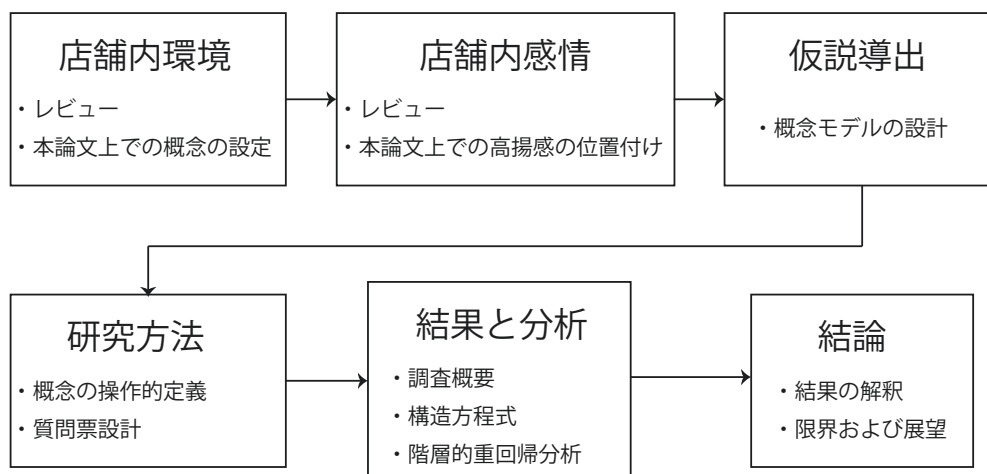 店舗内環境
・レビュー
・本論文上での概念の設定
店舗内感情
・レビュー
・本論文上での高揚感の位置付け
仮説導出
・概念モデルの設計
研究方法
・概念の操作的定義
・質問票設計
結果と分析
・調査概要
・構造方程式
・階層的重回帰分析
結論
・結果の解釈
・限界および展望